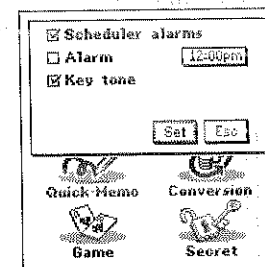 Scheduler alarms
Alarm 12:00pm
Key tone
Set Esc
Quick-Memo Conversion
Game Secret